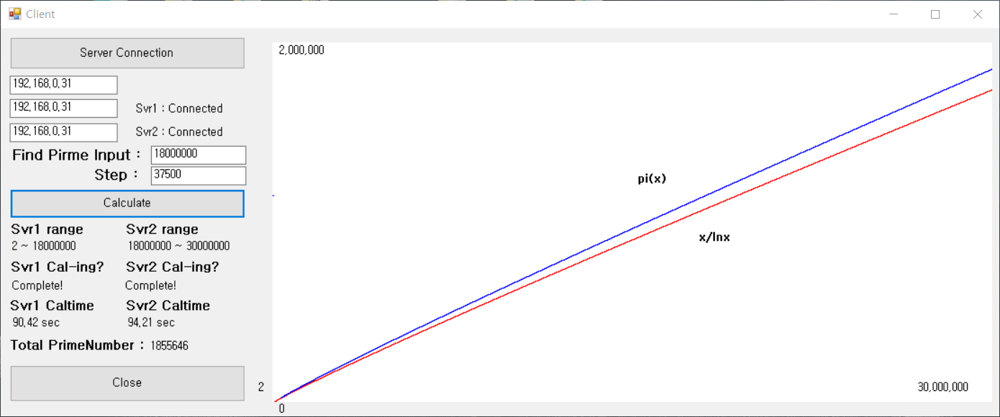 Client
Server Connection
192,168,0,31
192,168,0,31 Svr1 : Connected
192,168,0,31 Svr2 : Connected
Find Pirme Input : 18000000
Step : 37500
Calculate
Svr1 range Svr2 range
2 ~ 18000000 18000000 ~ 30000000
Svr1 Cal-ing? Svr2 Cal-ing?
Complete! Complete!
Svr1 Caltime Svr2 Caltime
90,42 sec 94,21 sec
Total PrimeNumber : 1855646
Close
2,000,000
pi(x)
x/lnx
2
30,000,000
0